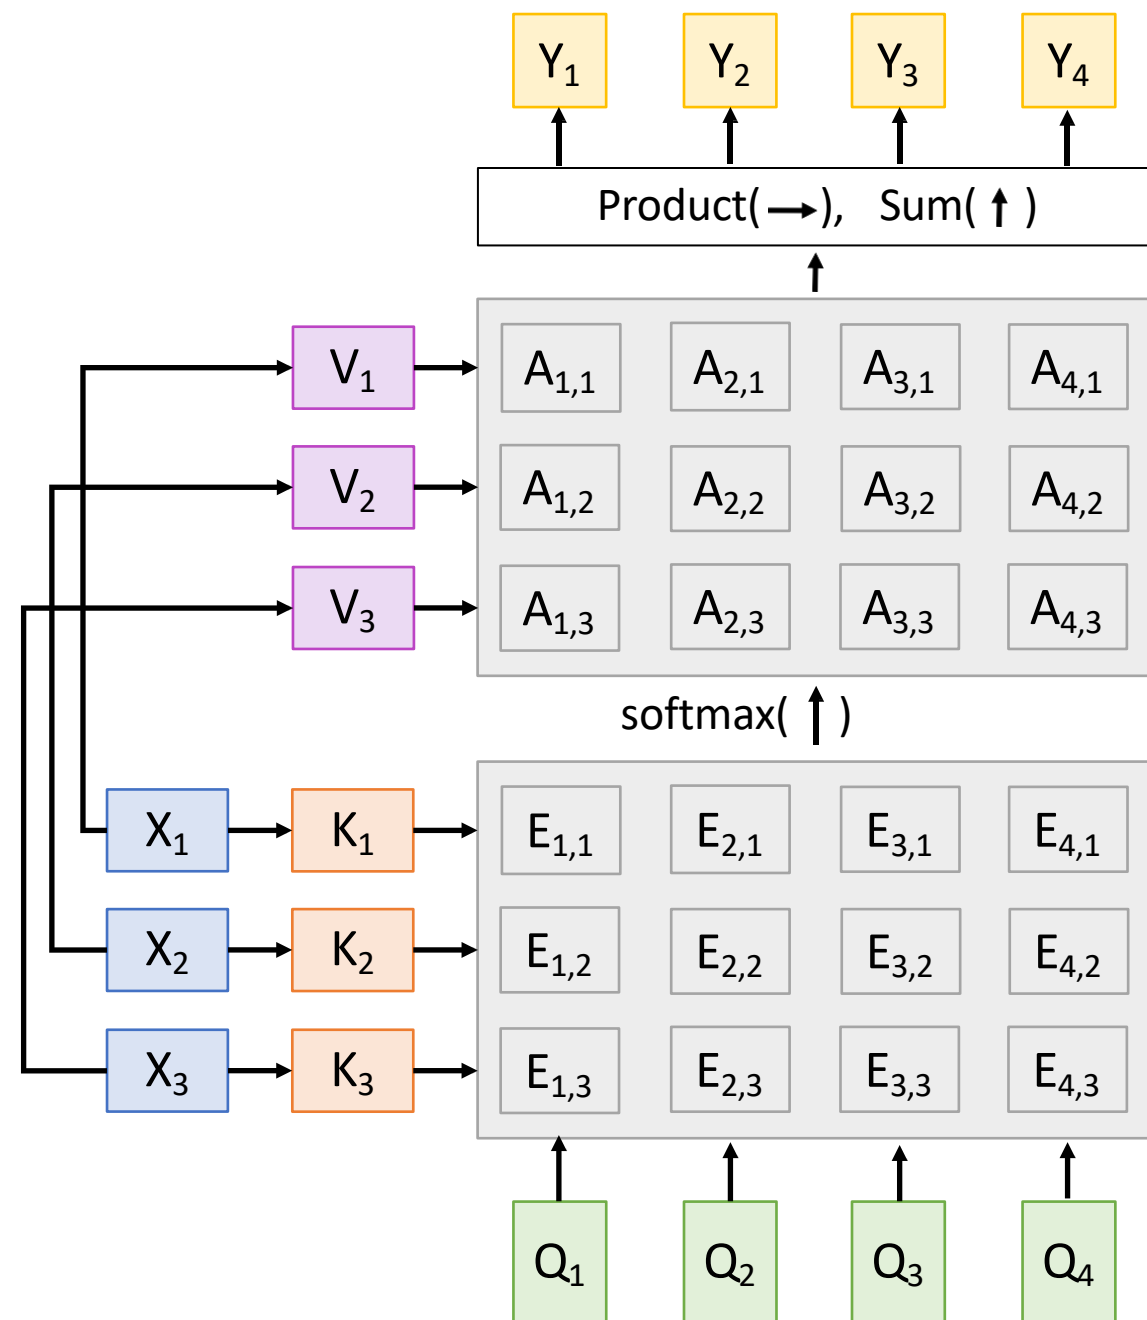 Y₁ Y₂ Y₃ Y₄
Product(→), Sum(↑)
V₁ A₁,₁ A₂,₁ A₃,₁ A₄,₁
V₂ A₁,₂ A₂,₂ A₃,₂ A₄,₂
V₃ A₁,₃ A₂,₃ A₃,₃ A₄,₃
softmax(↑)
X₁ K₁ E₁,₁ E₂,₁ E₃,₁ E₄,₁
X₂ K₂ E₁,₂ E₂,₂ E₃,₂ E₄,₂
X₃ K₃ E₁,₃ E₂,₃ E₃,₃ E₄,₃
Q₁ Q₂ Q₃ Q₄